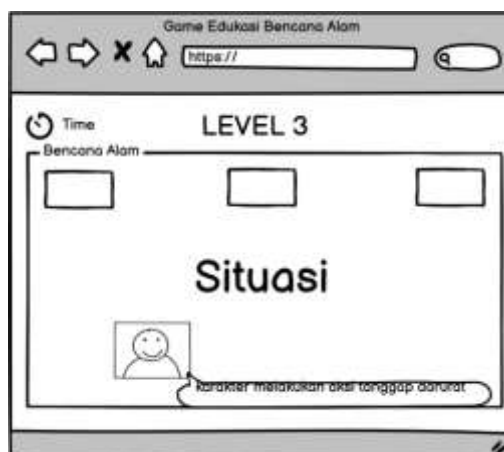 Game Edukasi Bencana Alam
https://
Time
LEVEL 3
Bencana Alam
Situasi
karakter melakukan aksi tanggap darurat